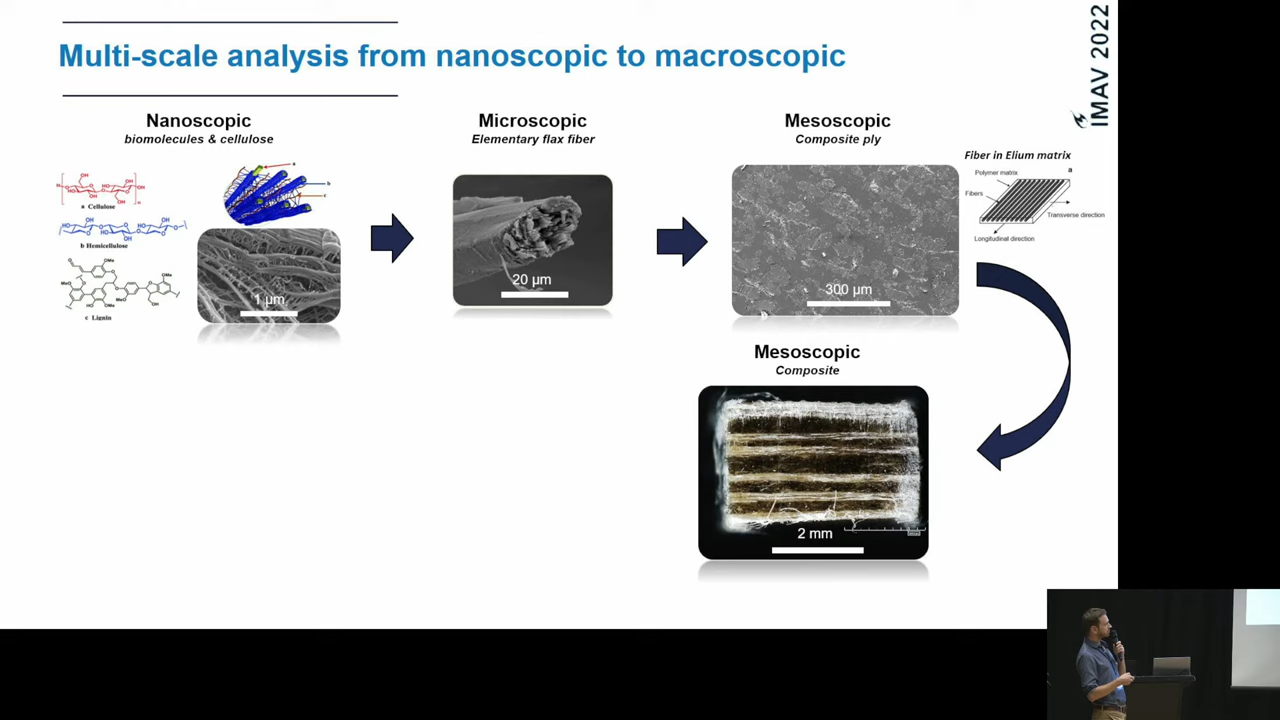 Multi-scale analysis from nanoscopic to macroscopic
IMAV 2022
Nanoscopic
biomolecules & cellulose
Microscopic
Elementary flax fiber
Mesoscopic
Composite ply
Fiber in Elium matrix
Polymer matrix
a
Fibers
Transverse direction
Longitudinal direction
a Cellulose
b Hemicellulose
c Lignin
a
b
c
1 µm
20 µm
300 µm
Mesoscopic
Composite
2 mm